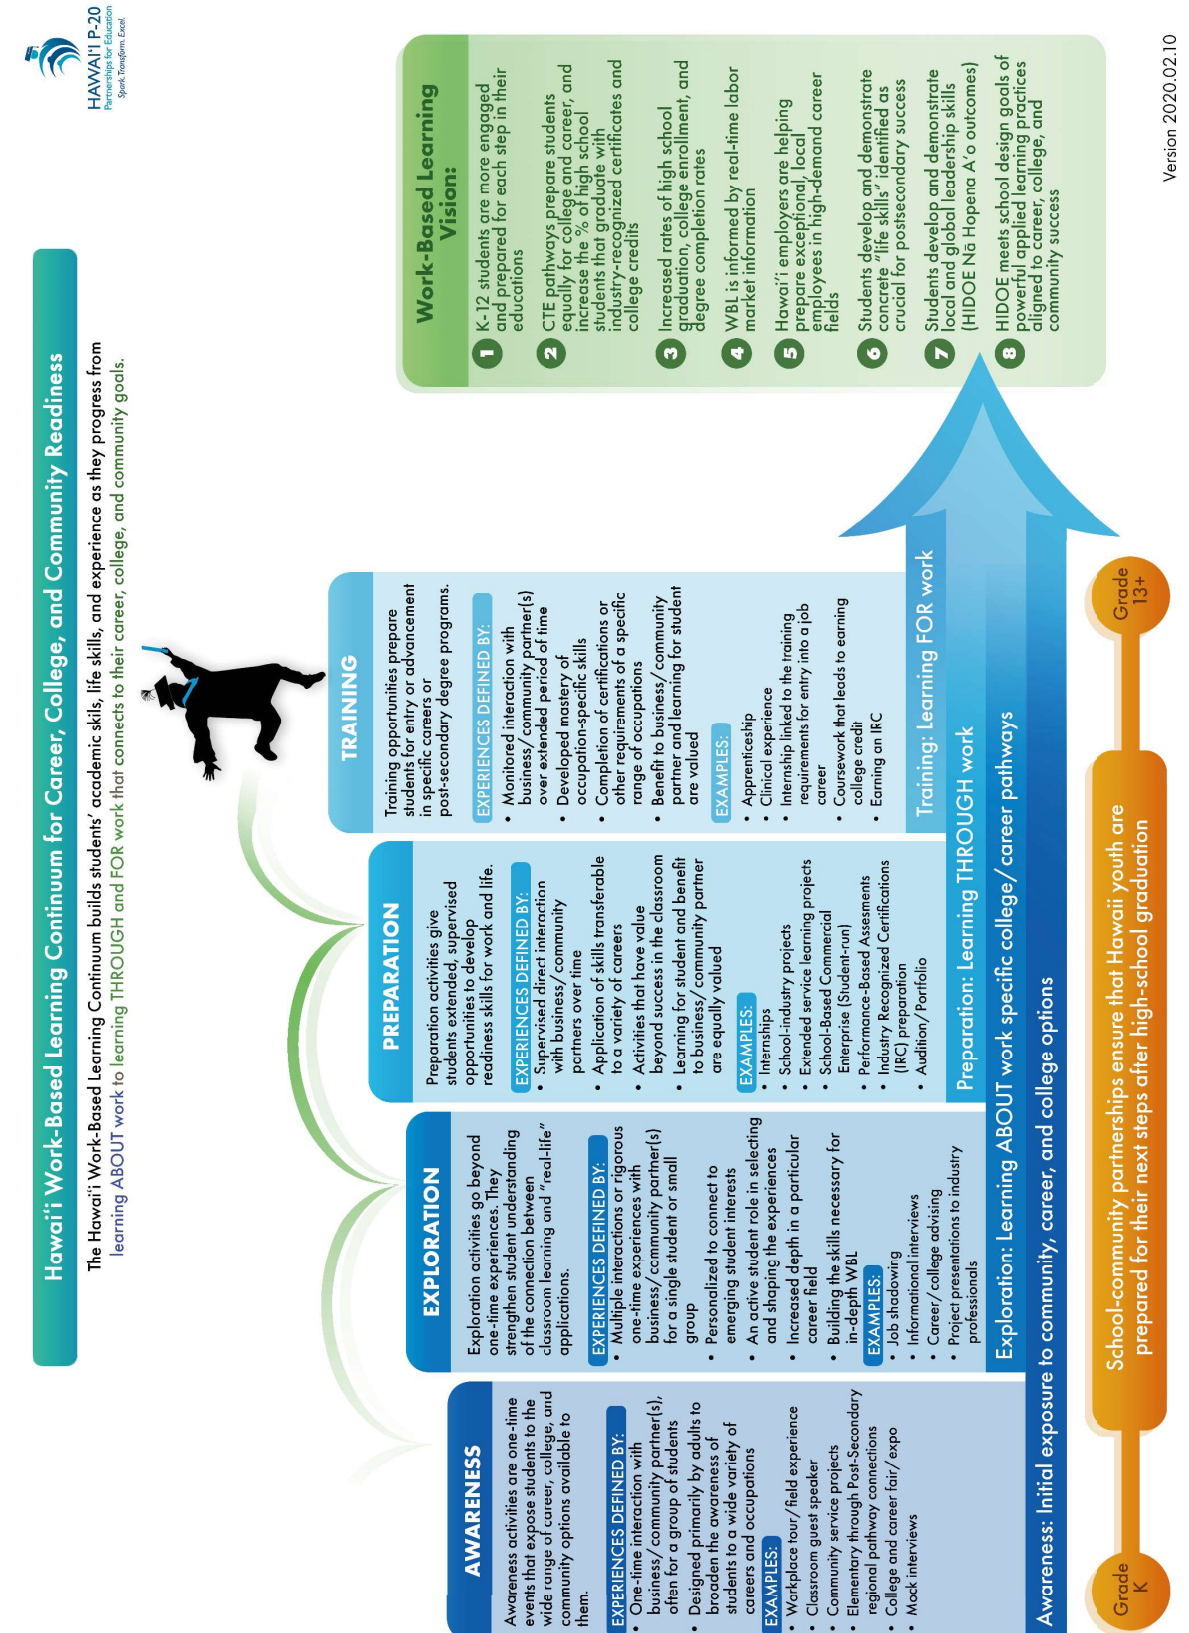 HAWAI‘I P-20
Partnerships for Education
Spark. Transform. Excel.
Hawai‘i Work-Based Learning Continuum for Career, College, and Community Readiness
The Hawai‘i Work-Based Learning Continuum builds students’ academic skils, life skills, and experience as they progress from
learning ABOUT work to learning THROUGH and FOR work that connects to their career, college, and community goals.
AWARENESS
Awareness activities are one-time
events that expose students to the
wide range of career, college, and
community options available to
them.
EXPERIENCES DEFINED BY:
• One-time interaction with
business/community partner(s),
often for a group of students
• Designed primarily by adults to
broaden the awareness of
students to a wide variety of
careers and occupations
EXAMPLES:
• Workplace tour/field experience
• Classroom guest speaker
• Community service projects
• Elementary through Post-Secondary
regional pathway connections
• College and career fair/expo
• Mock interviews
EXPLORATION
Exploration activities go beyond
one-time experiences. They
strengthen student understanding
of the connection between
classroom learning and “real-life”
applications.
EXPERIENCES DEFINED BY:
• Multiple interactions or rigorous
one-time experiences with
business/community partner(s)
for a single student or small
group
• Personalized to connect to
emerging student interests
• An active student role in selecting
and shaping the experiences
• Increased depth in a particular
career field
• Building the skills necessary for
in-depth WBL
EXAMPLES:
• Job shadowing
• Informational interviews
• Career/college advising
• Project presentations to industry
professionals
PREPARATION
Preparation activities give
students extended, supervised
opportunities to develop
readiness skills for work and life.
EXPERIENCES DEFINED BY:
• Supervised direct interaction
with business/community
partners over time
• Application of skills transferable
to a variety of careers
• Activities that have value
beyond success in the classroom
• Learning for student and benefit
to business/community partner
are equally valued
EXAMPLES:
• Internships
• School-industry projects
• Extended service learning projects
• School-Based Commercial
Enterprise (Student-run)
• Performance-Based Assesments
• Industry Recognized Certifications
(IRC) preparation
• Audition/Portfolio
TRAINING
Training opportunities prepare
students for entry or advancement
in specific careers or
post-secondary degree programs.
EXPERIENCES DEFINED BY:
• Monitored interaction with
business/community partner(s)
over extended period of time
• Developed mastery of
occupation-specific skills
• Completion of certifications or
other requirements of a specific
range of occupations
• Benefit to business/community
partner and learning for student
are valued
EXAMPLES:
• Apprenticeship
• Clinical experience
• Internship linked to the training
requirements for entry into a job
career
• Coursework that leads to earning
college credit
• Earning an IRC
Training: Learning FOR work
Preparation: Learning THROUGH work
Exploration: Learning ABOUT work specific college/career pathways
Awareness: Initial exposure to community, career, and college options
Work-Based Learning
Vision:
1 K-12 students are more engaged
and prepared for each step in their
educations
2 CTE pathways prepare students
equally for college and career, and
increase the % of high school
students that graduate with
industry-recognized certificates and
college credits
3 Increased rates of high school
graduation, college enrollment, and
degree completion rates
4 WBL is informed by real-time labor
market information
5 Hawai‘i employers are helping
prepare exceptional, local
employees in high-demand career
fields
6 Students develop and demonstrate
concrete “life skills” identified as
crucial for postsecondary success
7 Students develop and demonstrate
local and global leadership skills
(HIDOE Nā Hopena A‘o outcomes)
8 HIDOE meets school design goals of
powerful applied learning practices
aligned to career, college, and
community success
Grade
K
School-community partnerships ensure that Hawaii youth are
prepared for their next steps after high-school graduation
Grade
13+
Version 2020.02.10